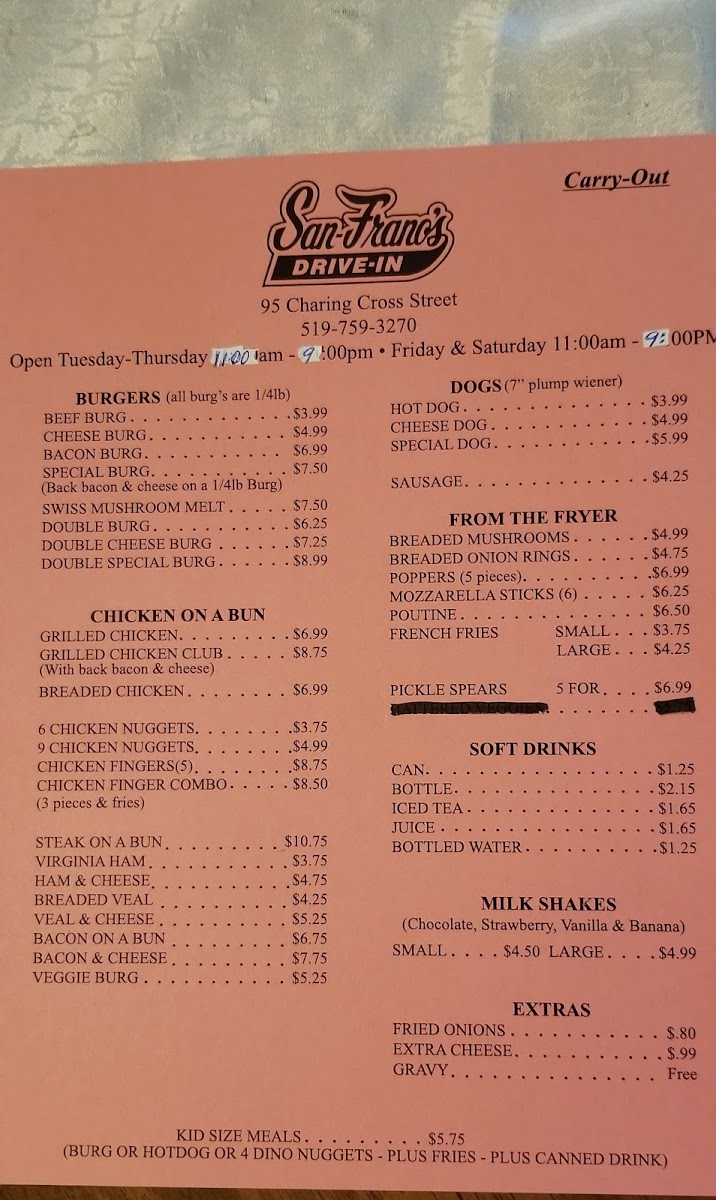 Carry-Out
San-Franc's
DRIVE-IN
95 Charing Cross Street
519-759-3270
Open Tuesday-Thursday 11:00 am - 9:00pm • Friday & Saturday 11:00am - 9:00PM
BURGERS (all burg's are 1/4lb)
BEEF BURG. . . . . . . . . . . . . .$3.99
CHEESE BURG. . . . . . . . . . . $4.99
BACON BURG. . . . . . . . . . . $6.99
SPECIAL BURG. . . . . . . . . . . $7.50
(Back bacon & cheese on a 1/4lb Burg)
SWISS MUSHROOM MELT . . . . . $7.50
DOUBLE BURG. . . . . . . . . . . $6.25
DOUBLE CHEESE BURG . . . . . . $7.25
DOUBLE SPECIAL BURG. . . . . . $8.99
CHICKEN ON A BUN
GRILLED CHICKEN. . . . . . . . . $6.99
GRILLED CHICKEN CLUB . . . . . $8.75
(With back bacon & cheese)
BREADED CHICKEN. . . . . . . . $6.99
6 CHICKEN NUGGETS. . . . . . . .$3.75
9 CHICKEN NUGGETS. . . . . . . $4.99
CHICKEN FINGERS(5). . . . . . . .$8.75
CHICKEN FINGER COMBO. . . . . $8.50
(3 pieces & fries)
STEAK ON A BUN. . . . . . . . . $10.75
VIRGINIA HAM. . . . . . . . . . . $3.75
HAM & CHEESE. . . . . . . . . . .$4.75
BREADED VEAL . . . . . . . . . . $4.25
VEAL & CHEESE . . . . . . . . . . $5.25
BACON ON A BUN . . . . . . . . . $6.75
BACON & CHEESE . . . . . . . . . $7.75
VEGGIE BURG . . . . . . . . . . . $5.25
DOGS (7" plump wiener)
HOT DOG. . . . . . . . . . . . . . $3.99
CHEESE DOG. . . . . . . . . . . . $4.99
SPECIAL DOG. . . . . . . . . . . . $5.99
SAUSAGE. . . . . . . . . . . . . . $4.25
FROM THE FRYER
BREADED MUSHROOMS . . . . . . $4.99
BREADED ONION RINGS . . . . . . $4.75
POPPERS (5 pieces). . . . . . . . . .$6.99
MOZZARELLA STICKS (6) . . . . . $6.25
POUTINE. . . . . . . . . . . . . . $6.50
FRENCH FRIES SMALL . . . $3.75
LARGE . . . $4.25
PICKLE SPEARS 5 FOR. . . . $6.99
SOFT DRINKS
CAN. . . . . . . . . . . . . . . . . $1.25
BOTTLE. . . . . . . . . . . . . . . $2.15
ICED TEA. . . . . . . . . . . . . . $1.65
JUICE . . . . . . . . . . . . . . . . $1.65
BOTTLED WATER. . . . . . . . . .$1.25
MILK SHAKES
(Chocolate, Strawberry, Vanilla & Banana)
SMALL. . . . $4.50 LARGE. . . . $4.99
EXTRAS
FRIED ONIONS . . . . . . . . . . . $.80
EXTRA CHEESE. . . . . . . . . . . $.99
GRAVY. . . . . . . . . . . . . . . . Free
KID SIZE MEALS. . . . . . . . . $5.75
(BURG OR HOTDOG OR 4 DINO NUGGETS - PLUS FRIES - PLUS CANNED DRINK)